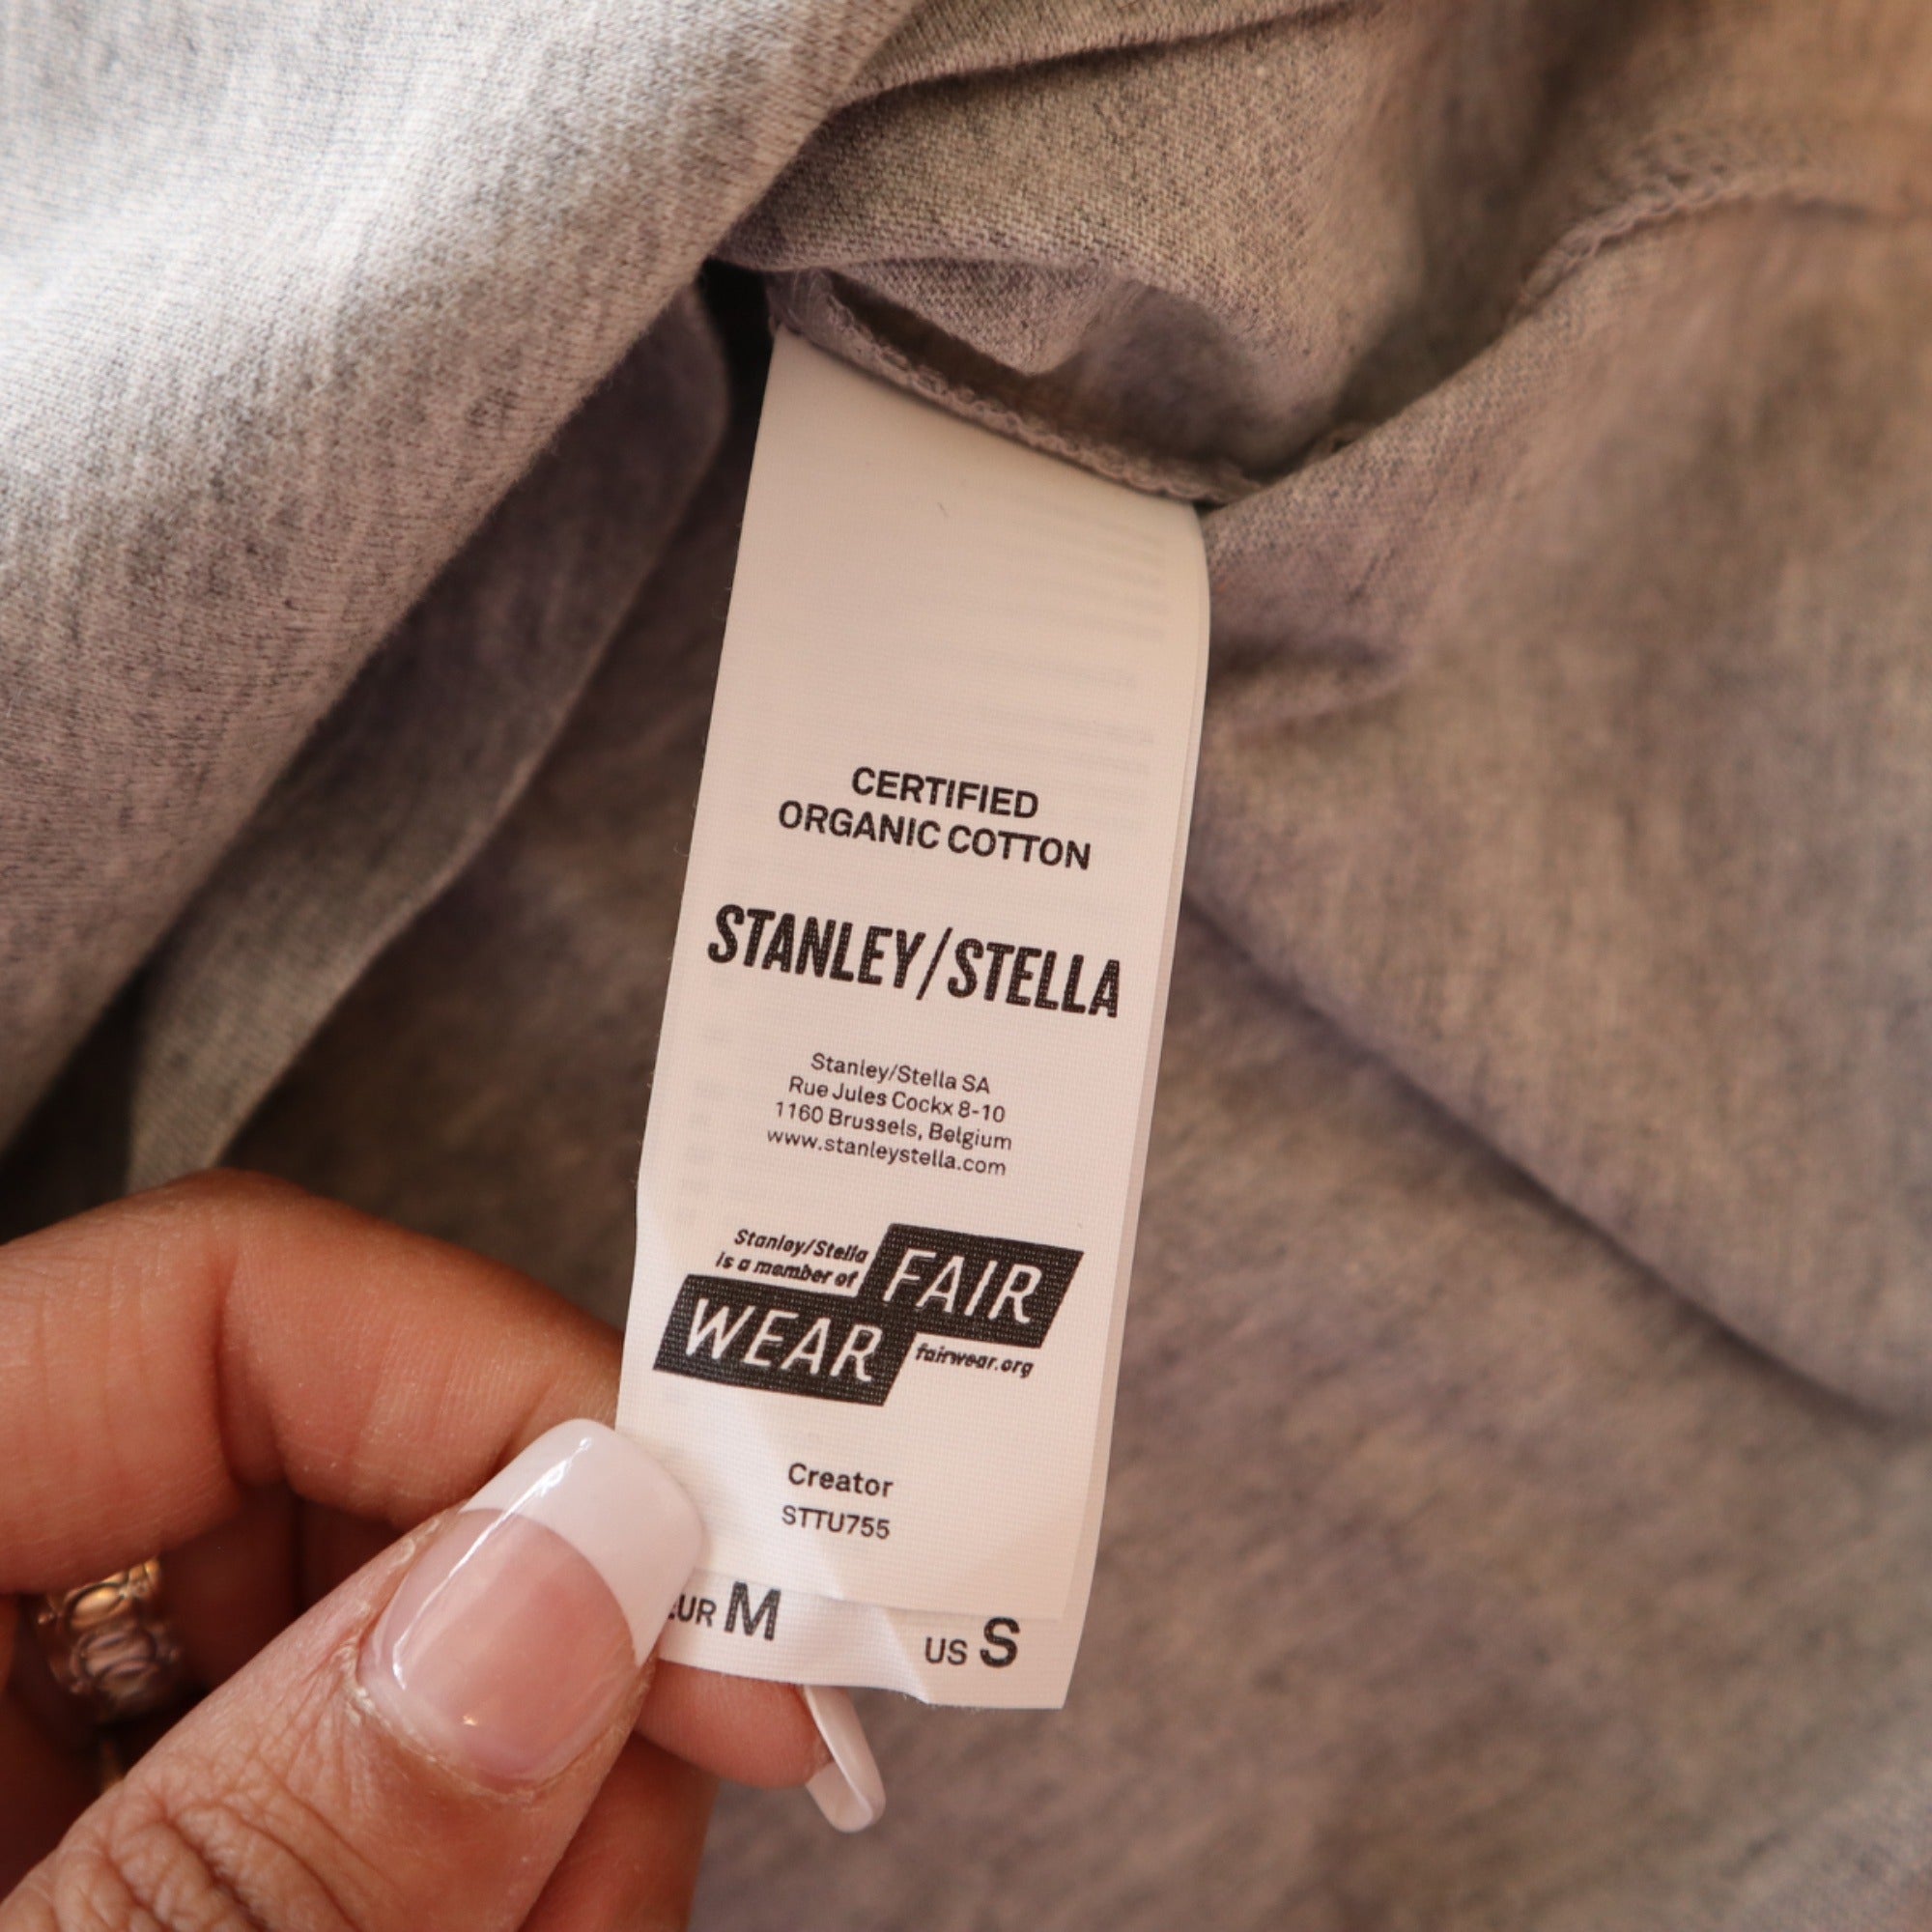 CERTIFIED
ORGANIC COTTON
STANLEY/STELLA
Stanley/Stella SA
Rue Jules Cockx 8-10
1160 Brussels, Belgium
www.stanleystella.com
Stanley/Stella
is a member of
FAIR
WEAR
fairwear.org
Creator
STTU755
EUR M
US S